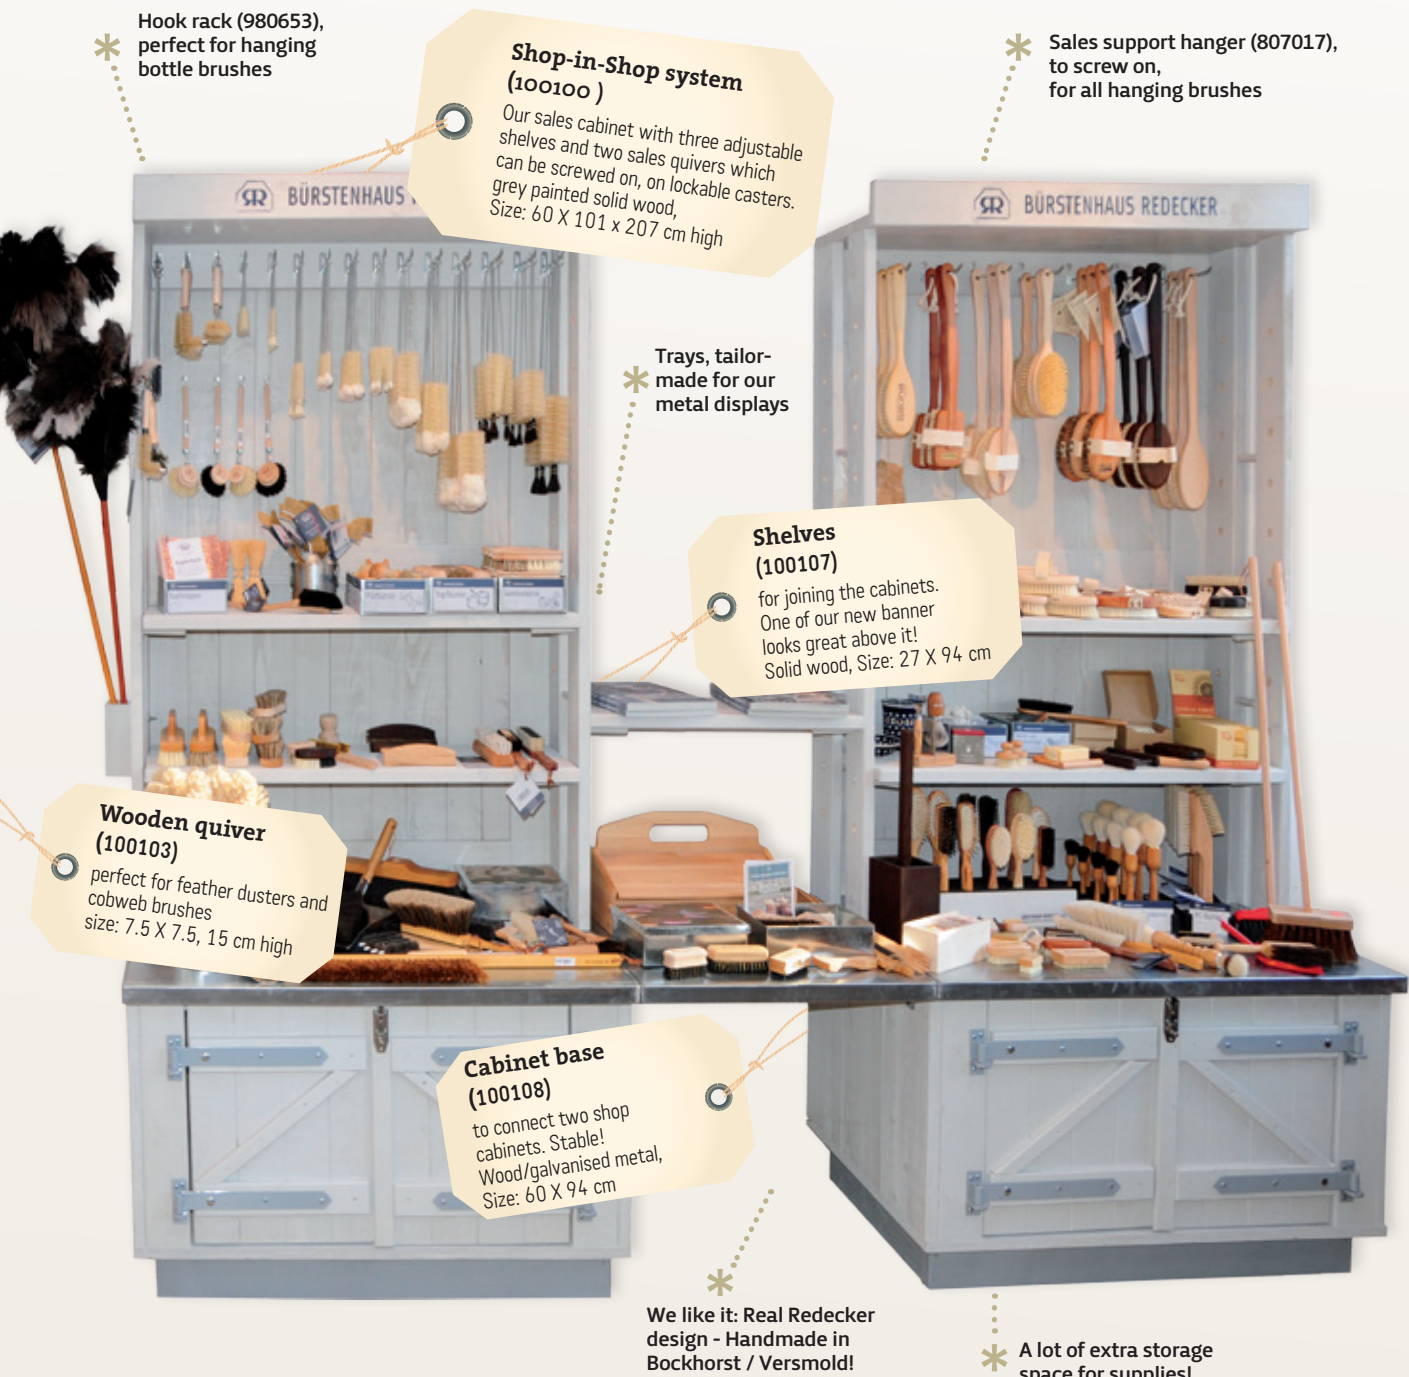 Hook rack (980653),
perfect for hanging
bottle brushes
Shop-in-Shop system
(100100 )
Our sales cabinet with three adjustable
shelves and two sales quivers which
can be screwed on, on lockable casters.
grey painted solid wood,
Size: 60 X 101 x 207 cm high
Sales support hanger (807017),
to screw on,
for all hanging brushes
BÜRSTENHAUS
BÜRSTENHAUS REDECKER
Trays, tailor-
made for our
metal displays
Shelves
(100107)
for joining the cabinets.
One of our new banner
looks great above it!
Solid wood, Size: 27 X 94 cm
Wooden quiver
(100103)
perfect for feather dusters and
cobweb brushes
size: 7.5 X 7.5, 15 cm high
Cabinet base
(100108)
to connect two shop
cabinets. Stable!
Wood/galvanised metal,
Size: 60 X 94 cm
We like it: Real Redecker
design - Handmade in
Bockhorst / Versmold!
A lot of extra storage
space for supplies!